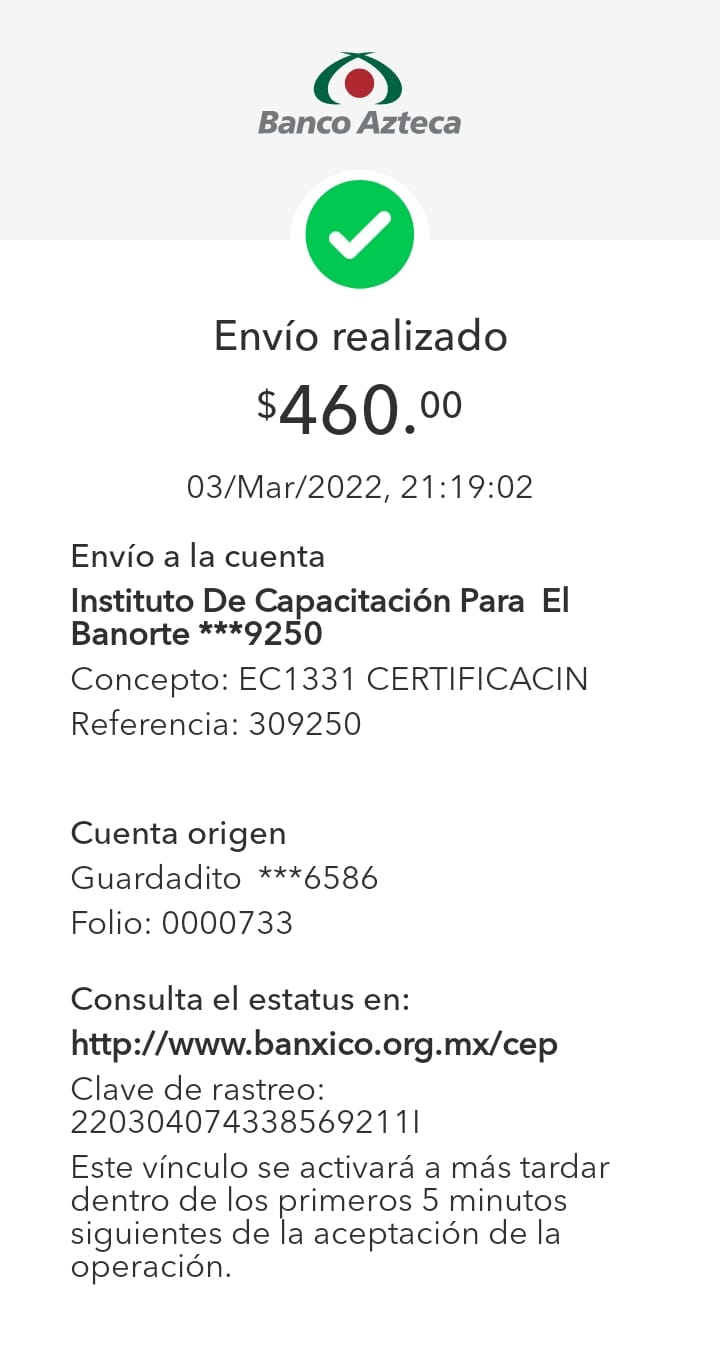 Banco Azteca
Envío realizado
$460.00
03/Mar/2022, 21:19:02
Envío a la cuenta
Instituto De Capacitación Para El
Banorte ***9250
Concepto: EC1331 CERTIFICACIN
Referencia: 309250
Cuenta origen
Guardadito ***6586
Folio: 0000733
Consulta el estatus en:
http://www.banxico.org.mx/cep
Clave de rastreo:
220304074338569211I
Este vínculo se activará a más tardar
dentro de los primeros 5 minutos
siguientes de la aceptación de la
operación.